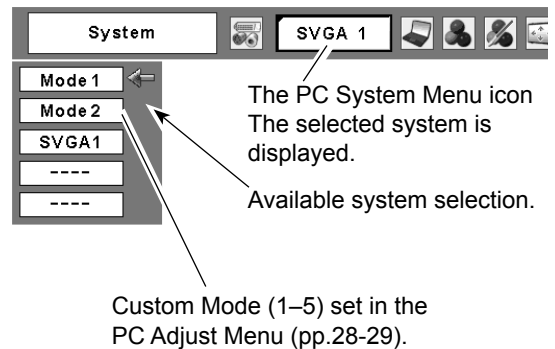 System
SVGA 1
Mode 1
Mode 2
SVGA1
----
----
The PC System Menu icon
The selected system is
displayed.
Available system selection.
Custom Mode (1–5) set in the
PC Adjust Menu (pp.28-29).